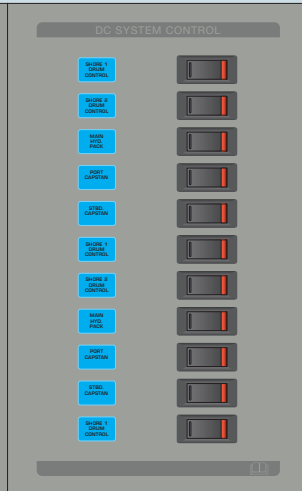 DC SYSTEM CONTROL
SHORE 1
DRUM
CONTROL
SHORE 2
DRUM
CONTROL
MAIN
HYD.
PACK
PORT
CAPSTAN
STBD.
CAPSTAN
SHORE 1
DRUM
CONTROL
SHORE 2
DRUM
CONTROL
MAIN
HYD.
PACK
PORT
CAPSTAN
STBD.
CAPSTAN
SHORE 1
DRUM
CONTROL